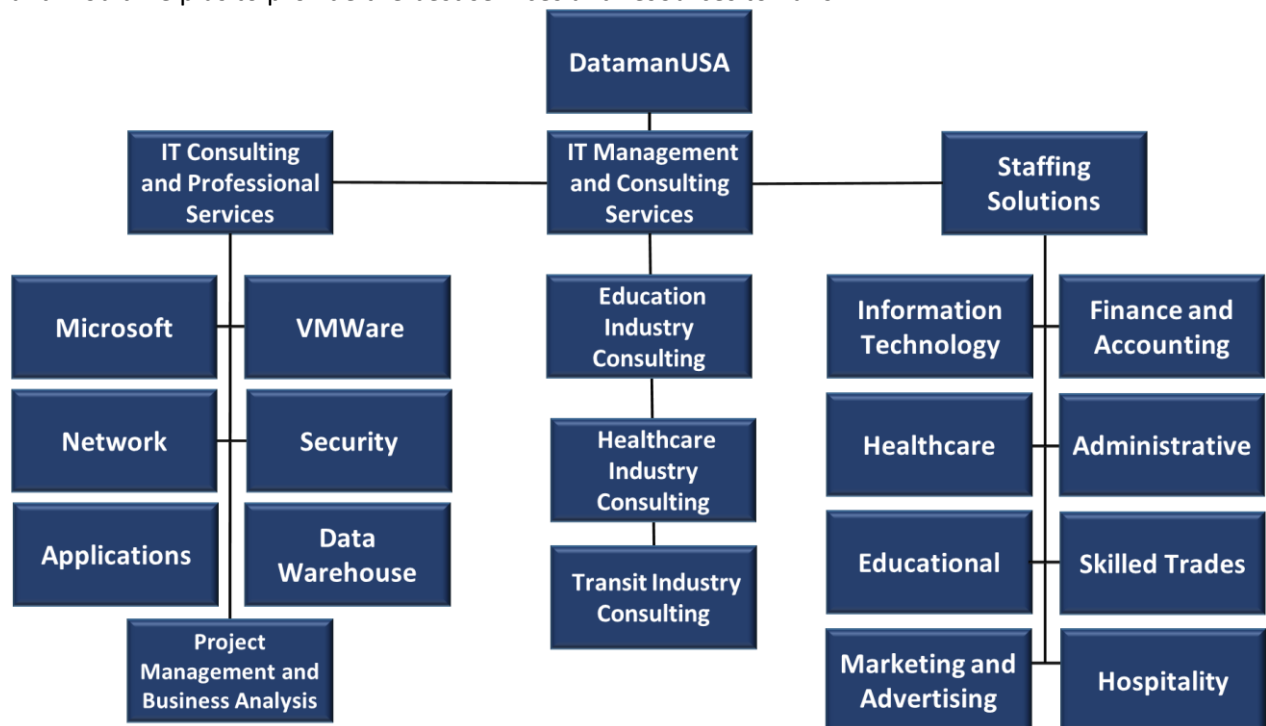 DatamanUSA
IT Consulting
and Professional
Services
IT Management
and Consulting
Services
Staffing
Solutions
Microsoft
VMWare
Network
Security
Applications
Data
Warehouse
Project
Management and
Business Analysis
Education
Industry
Consulting
Healthcare
Industry
Consulting
Transit Industry
Consulting
Information
Technology
Finance and
Accounting
Healthcare
Administrative
Educational
Skilled Trades
Marketing and
Advertising
Hospitality